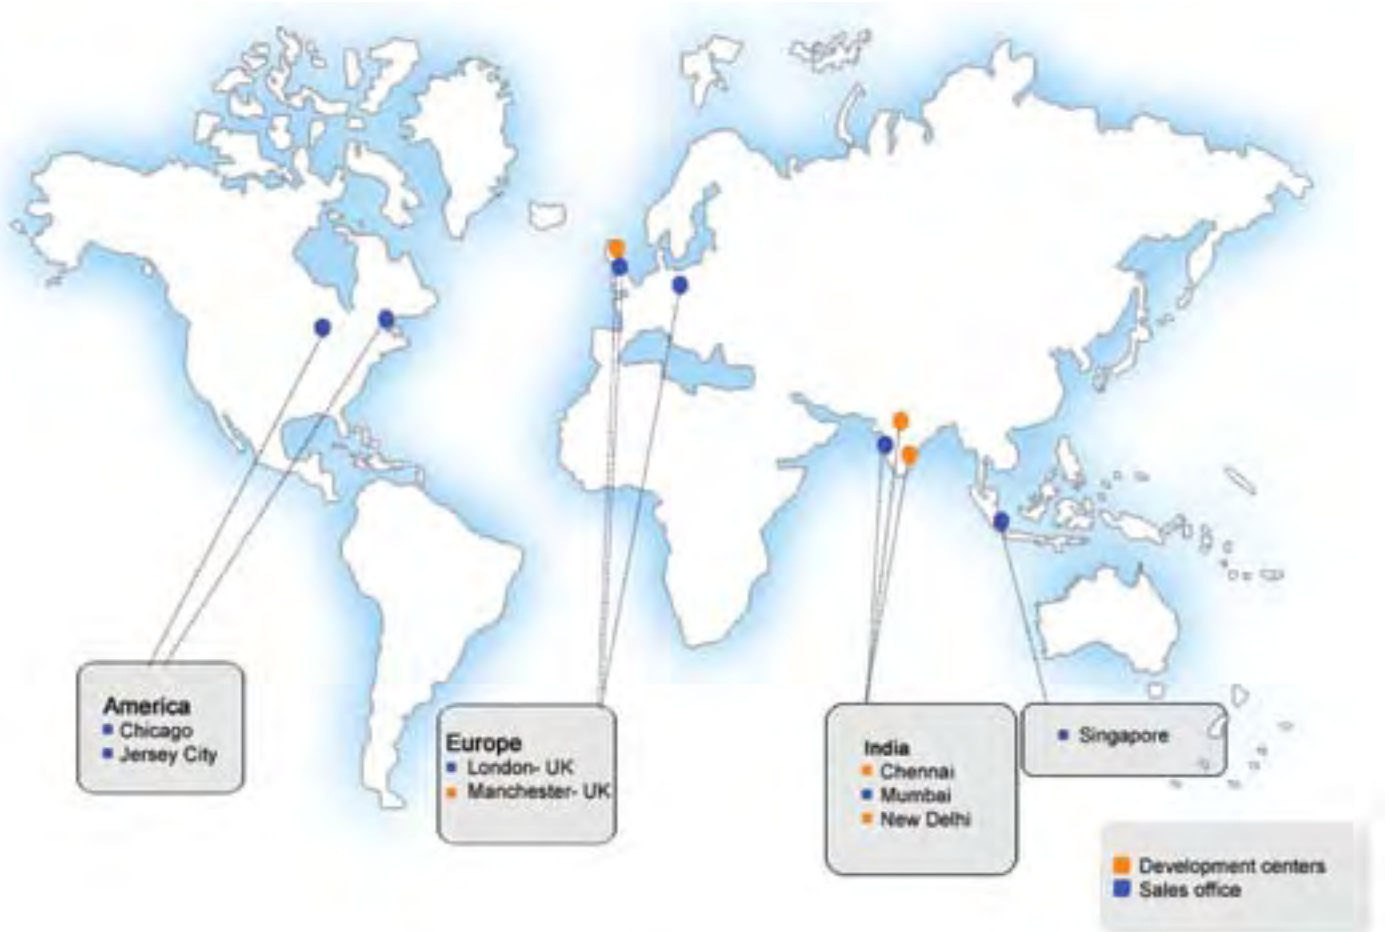 America
Chicago
Jersey City
Europe
London- UK
Manchester- UK
India
Chennai
Mumbai
New Delhi
Singapore
Development centers
Sales office